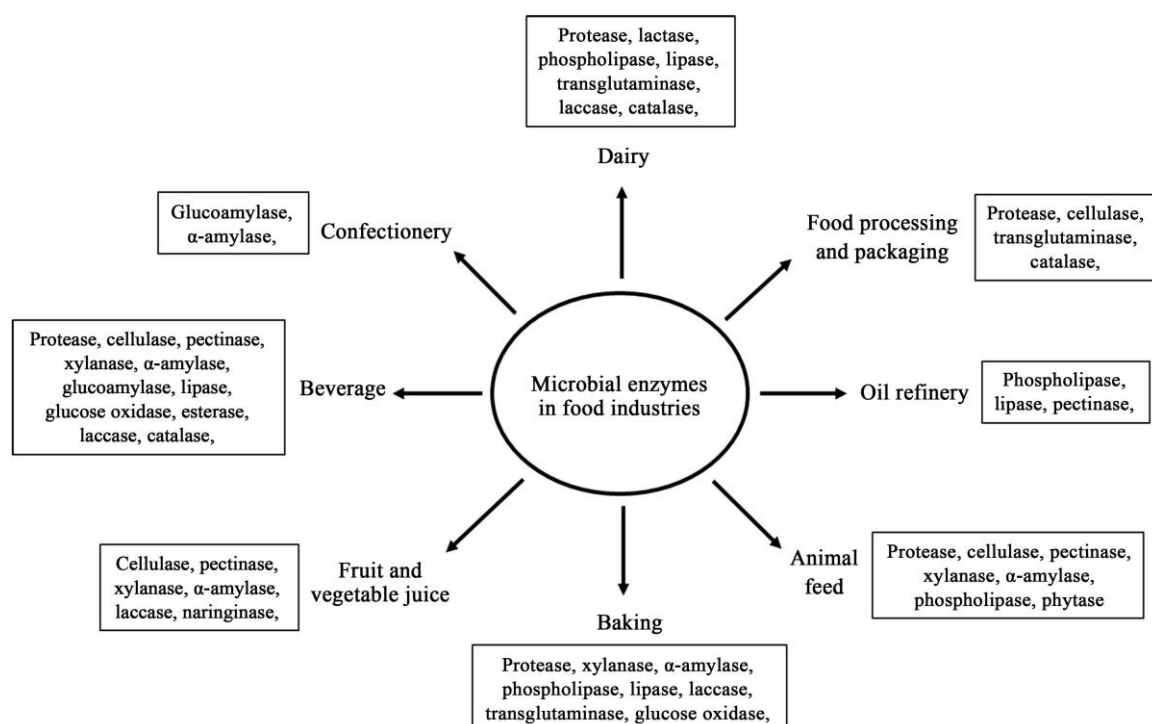 Protease, lactase,
phospholipase, lipase,
transglutaminase,
laccase, catalase,
Dairy
Glucoamylase,
α-amylase,
Confectionery
Food processing
and packaging
Protease, cellulase,
transglutaminase,
catalase,
Protease, cellulase, pectinase,
xylanase, α-amylase,
glucoamylase, lipase,
glucose oxidase, esterase,
laccase, catalase,
Beverage
Microbial enzymes
in food industries
Oil refinery
Phospholipase,
lipase, pectinase,
Cellulase, pectinase,
xylanase, α-amylase,
laccase, naringinase,
Fruit and
vegetable juice
Animal
feed
Protease, cellulase, pectinase,
xylanase, α-amylase,
phospholipase, phytase
Baking
Protease, xylanase, α-amylase,
phospholipase, lipase, laccase,
transglutaminase, glucose oxidase,